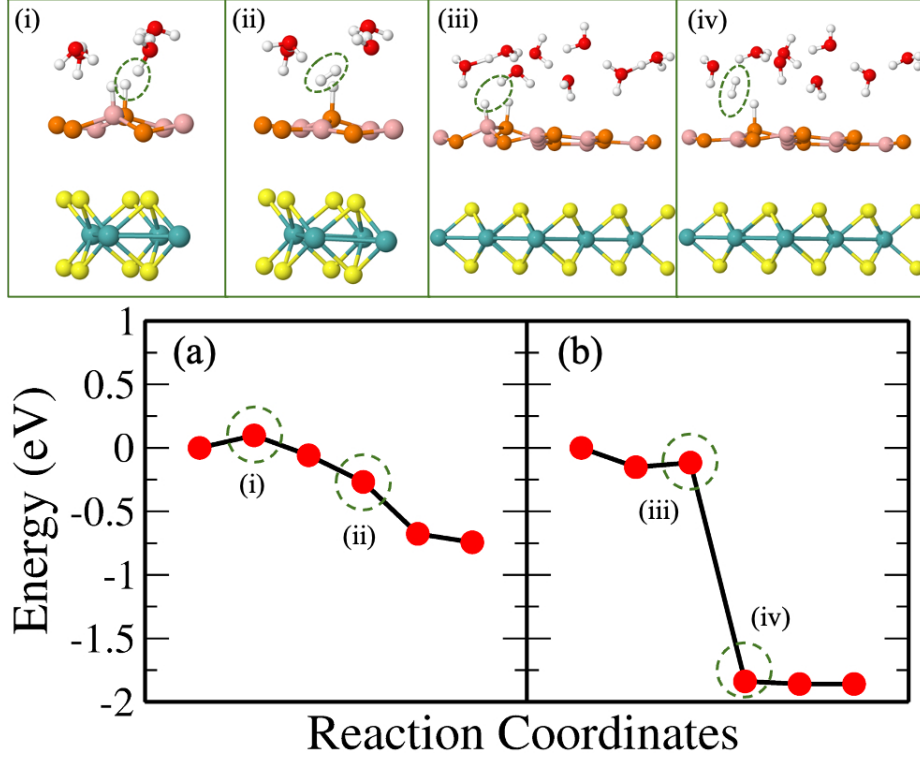 (i) (ii) (iii) (iv)
1
0.5
0
-0.5
-1
-1.5
-2
Energy (eV)
(a) (b)
(i)
(ii)
(iii)
(iv)
Reaction Coordinates